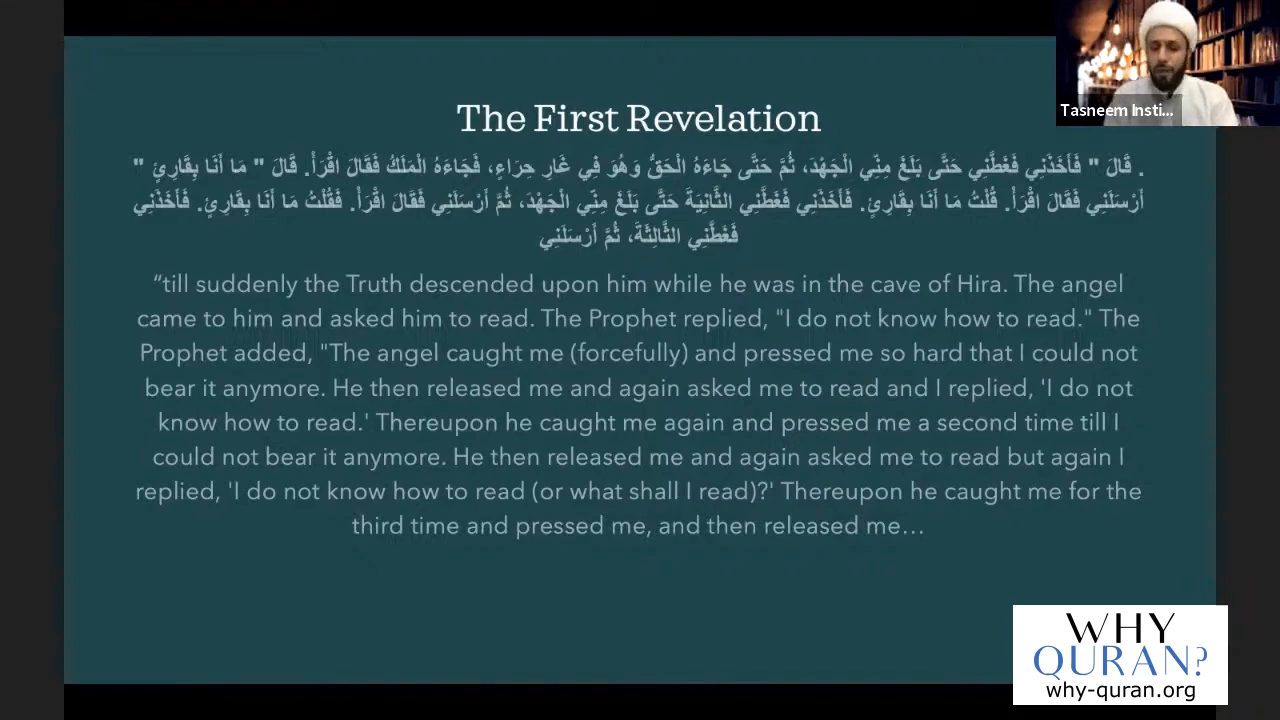 Tasneem Insti...
The First Revelation
. قَالَ " فَأَخَذَنِي فَغَطَّنِي حَتَّى بَلَغَ مِنِّي الْجَهْدَ، ثُمَّ حَتَّى جَاءَهُ الْحَقُّ وَهُوَ فِي غَارِ حِرَاءٍ، فَجَاءَهُ الْمَلَكُ فَقَالَ اقْرَأْ. قَالَ " مَا أَنَا بِقَارِئٍ "
أَرْسَلَنِي فَقَالَ اقْرَأْ. قُلْتُ مَا أَنَا بِقَارِئٍ. فَأَخَذَنِي فَغَطَّنِي الثَّانِيَةَ حَتَّى بَلَغَ مِنِّي الْجَهْدَ، ثُمَّ أَرْسَلَنِي فَقَالَ اقْرَأْ. فَقُلْتُ مَا أَنَا بِقَارِئٍ. فَأَخَذَنِي
فَغَطَّنِي الثَّالِثَةَ، ثُمَّ أَرْسَلَنِي
“till suddenly the Truth descended upon him while he was in the cave of Hira. The angel
came to him and asked him to read. The Prophet replied, "I do not know how to read." The
Prophet added, "The angel caught me (forcefully) and pressed me so hard that I could not
bear it anymore. He then released me and again asked me to read and I replied, 'I do not
know how to read.' Thereupon he caught me again and pressed me a second time till I
could not bear it anymore. He then released me and again asked me to read but again I
replied, 'I do not know how to read (or what shall I read)?' Thereupon he caught me for the
third time and pressed me, and then released me…
WHY
QURAN?
why-quran.org